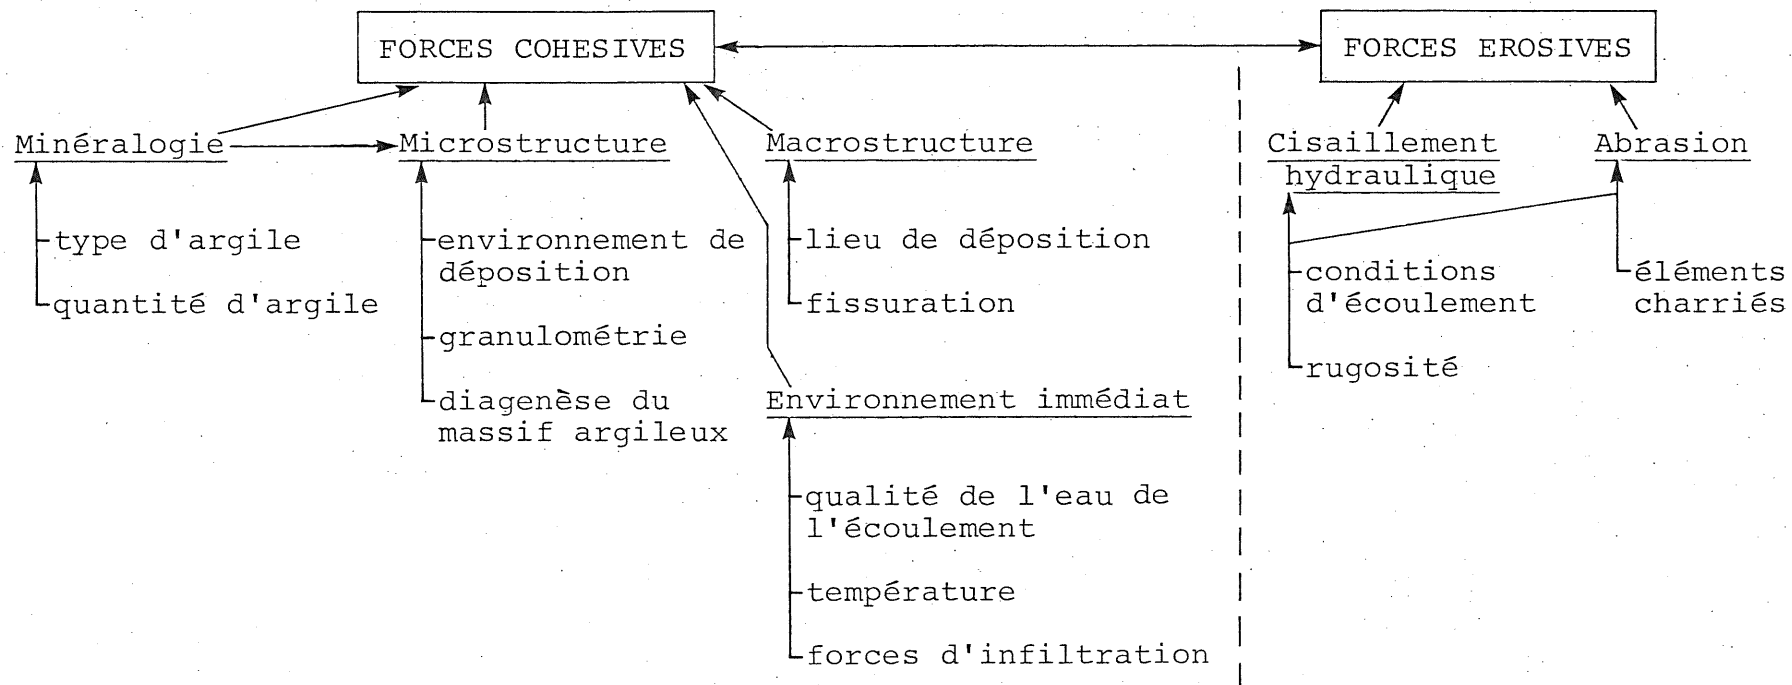 FORCES COHESIVES
FORCES EROSIVES
Minéralogie
type d'argile
quantité d'argile
Microstructure
environnement de
déposition
granulométrie
diagenèse du
massif argileux
Macrostructure
lieu de déposition
fissuration
Environnement immédiat
qualité de l'eau de
l'écoulement
température
forces d'infiltration
Cisaillement
hydraulique
conditions
d'écoulement
rugosité
Abrasion
éléments
charriés